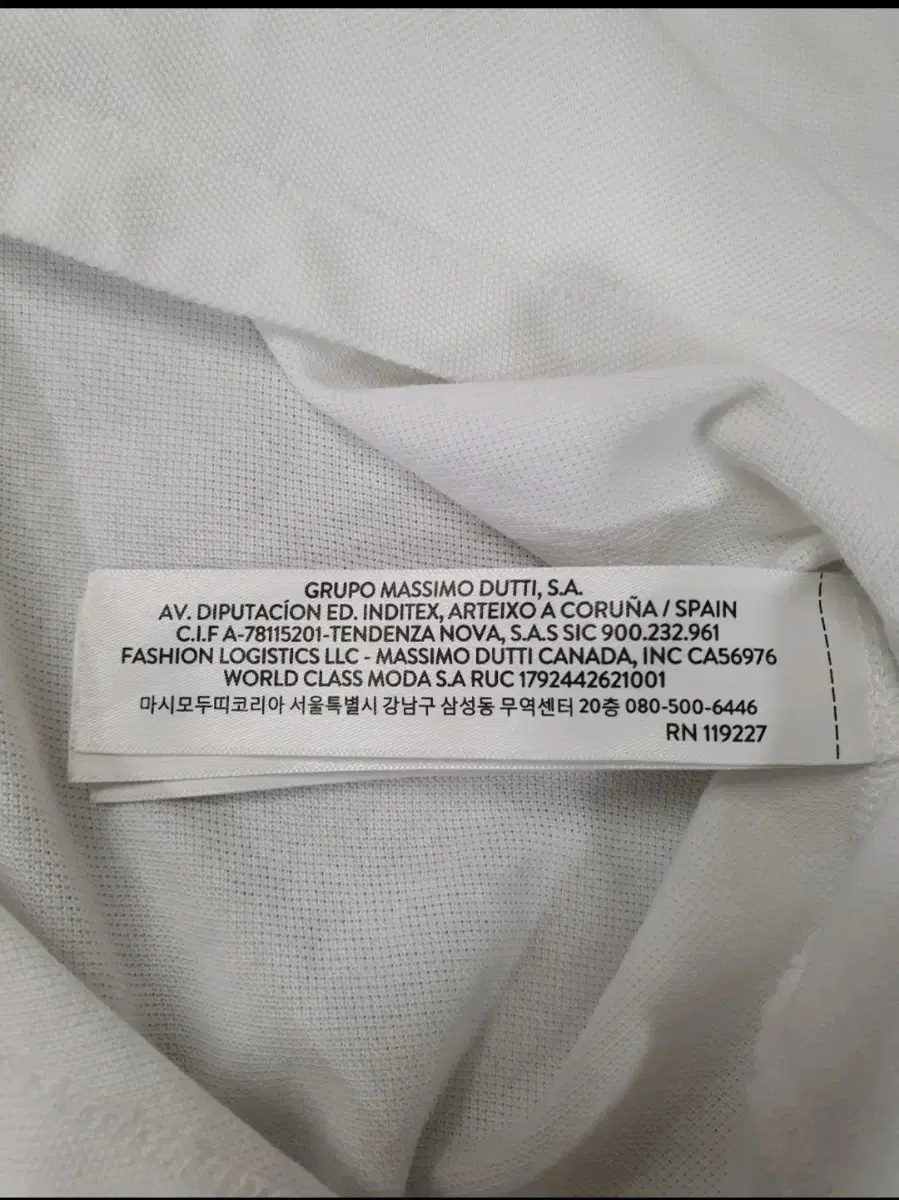 GRUPO MASSIMO DUTTI, S.A.
AV. DIPUTACÍON ED. INDITEX, ARTEIXO A CORUÑA / SPAIN
C.I.F A-78115201-TENDENZA NOVA, S.A.S SIC 900.232.961
FASHION LOGISTICS LLC - MASSIMO DUTTI CANADA, INC CA56976
WORLD CLASS MODA S.A RUC 1792442621001
마시모두띠코리아 서울특별시 강남구 삼성동 무역센터 20층 080-500-6446
RN 119227